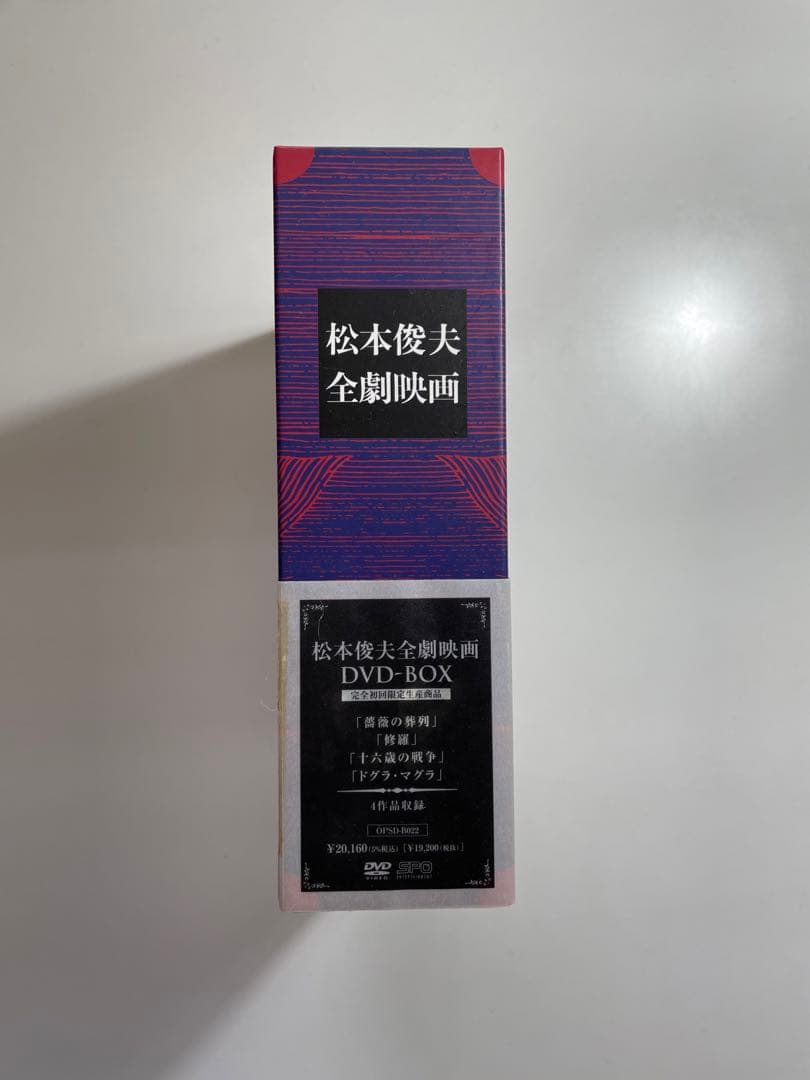 松本俊夫
全劇映画
松本俊夫全劇映画
DVD-BOX
完全初回限定生産商品
「薔薇の葬列」
「修羅」
「十六歳の戦争」
「ドグラ・マグラ」
4作品収録
OPSD-B022
¥20,160(5%税込) [¥19,200(税抜)]
DVD VIDEO SPO ENTERTAINMENT